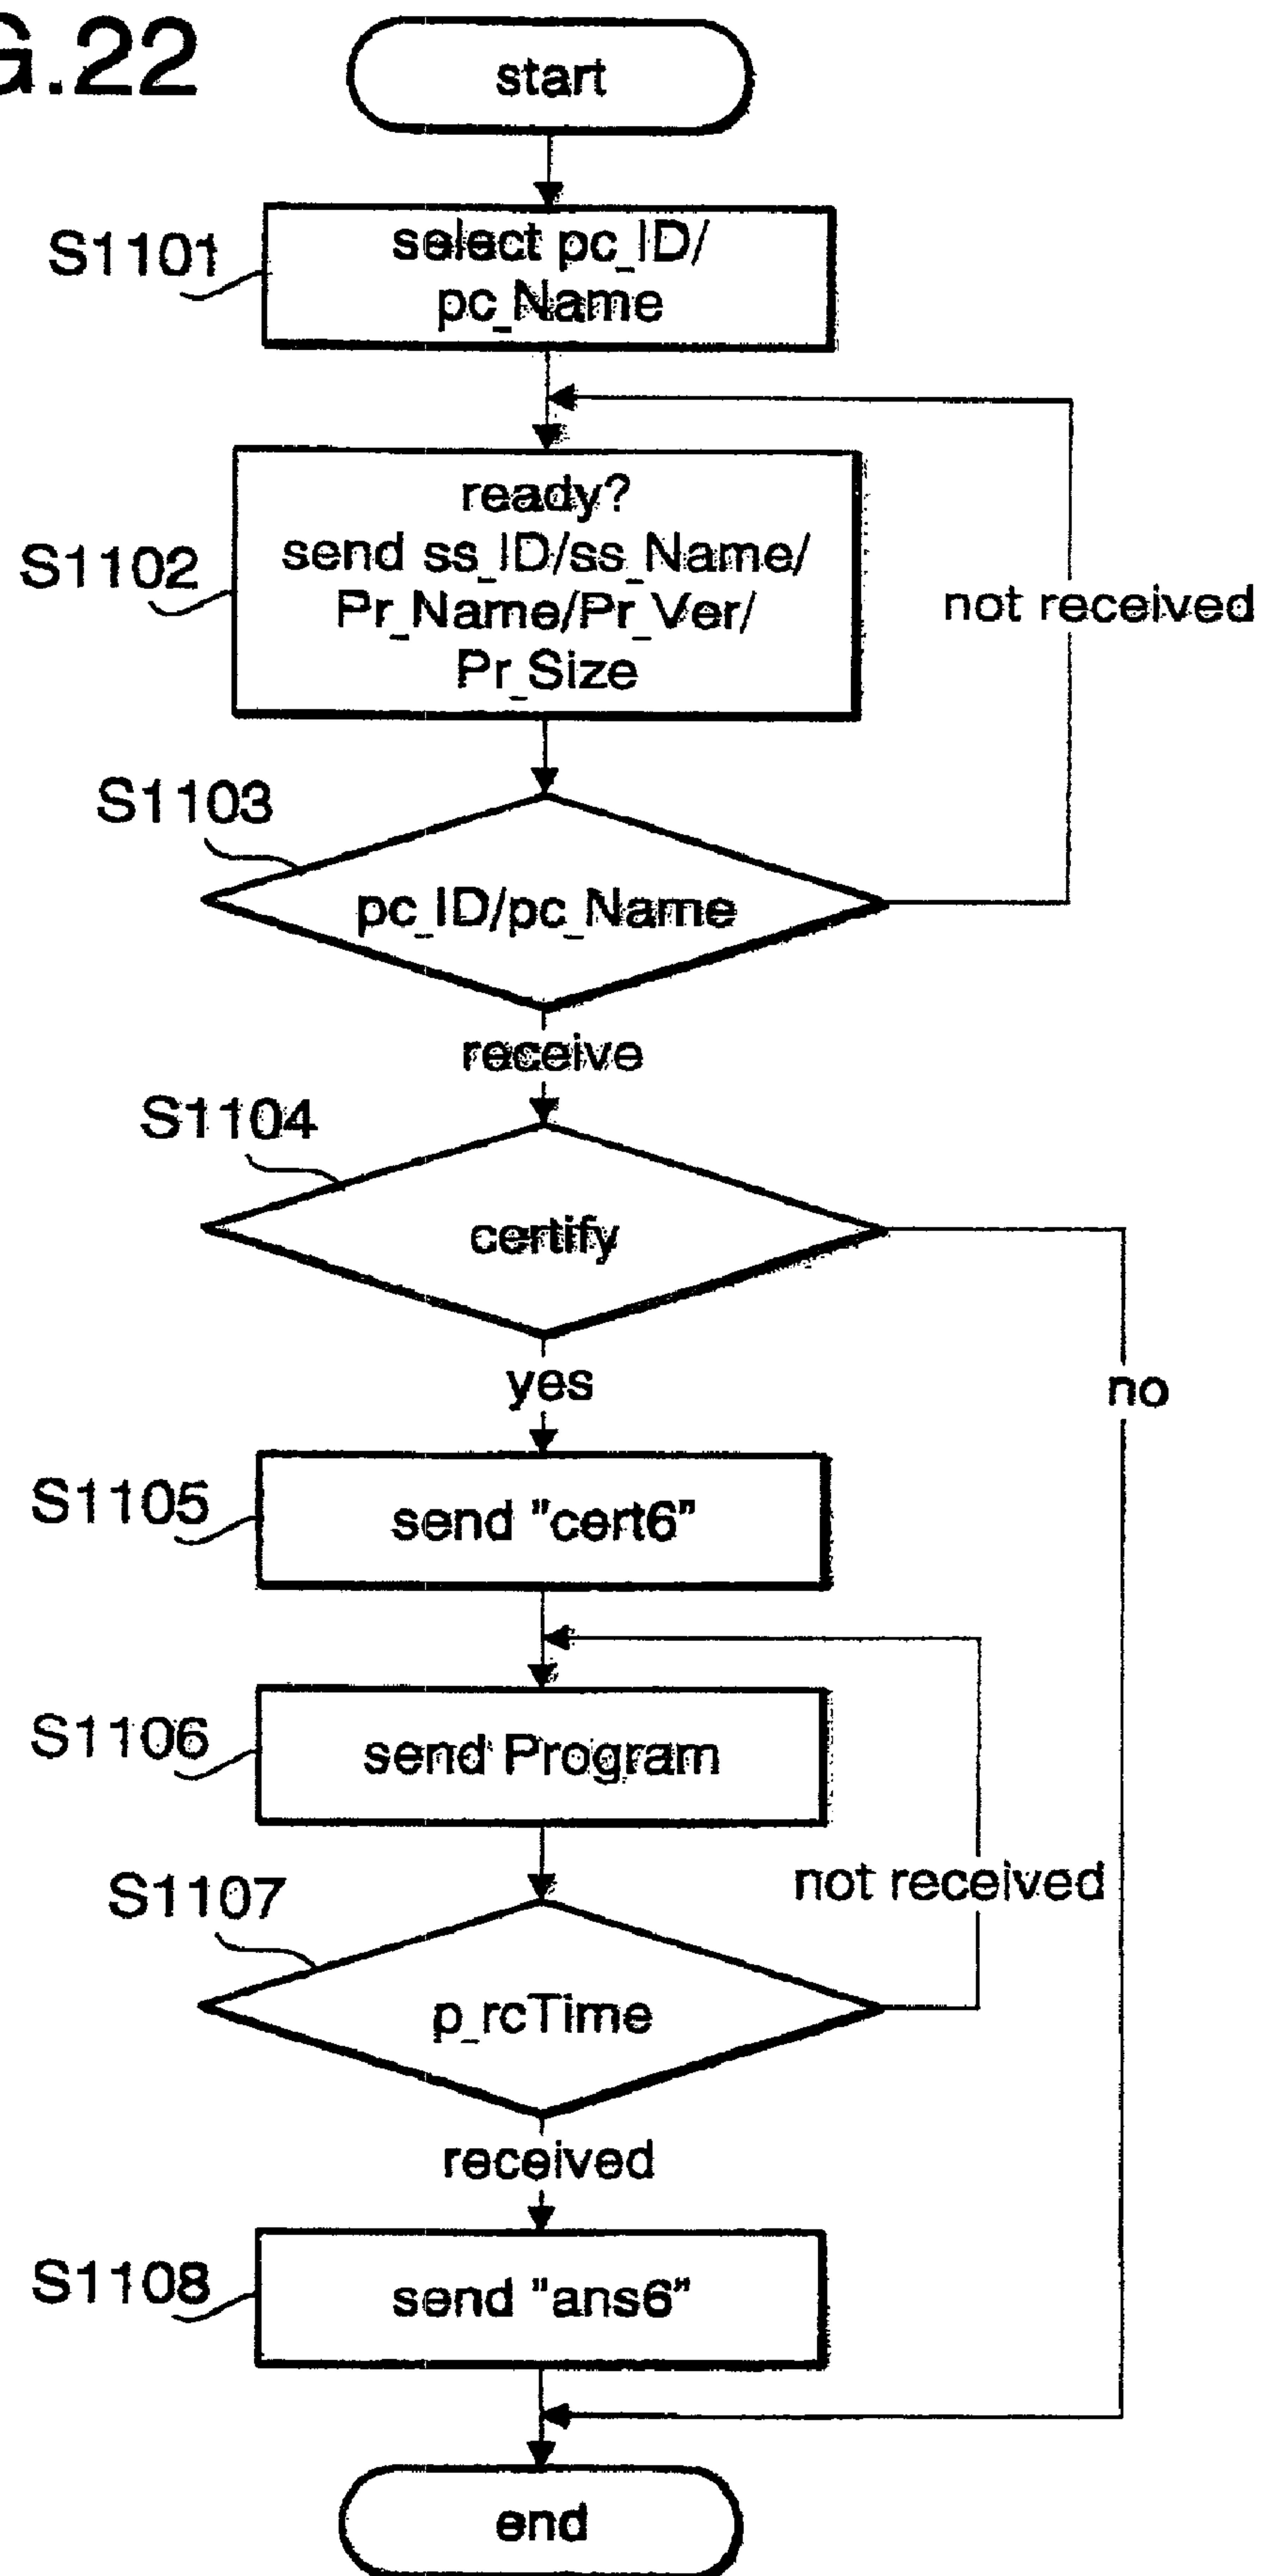 G.22
start
S1101
select pc_ID/
pc_Name
ready?
send ss_ID/ss_Name/
Pr_Name/Pr_Ver/
Pr_Size
S1102
not received
S1103
pc_ID/pc_Name
receive
S1104
certify
yes
no
S1105
send "cert6"
S1106
send Program
not received
S1107
p_rcTime
received
S1108
send "ans6"
end